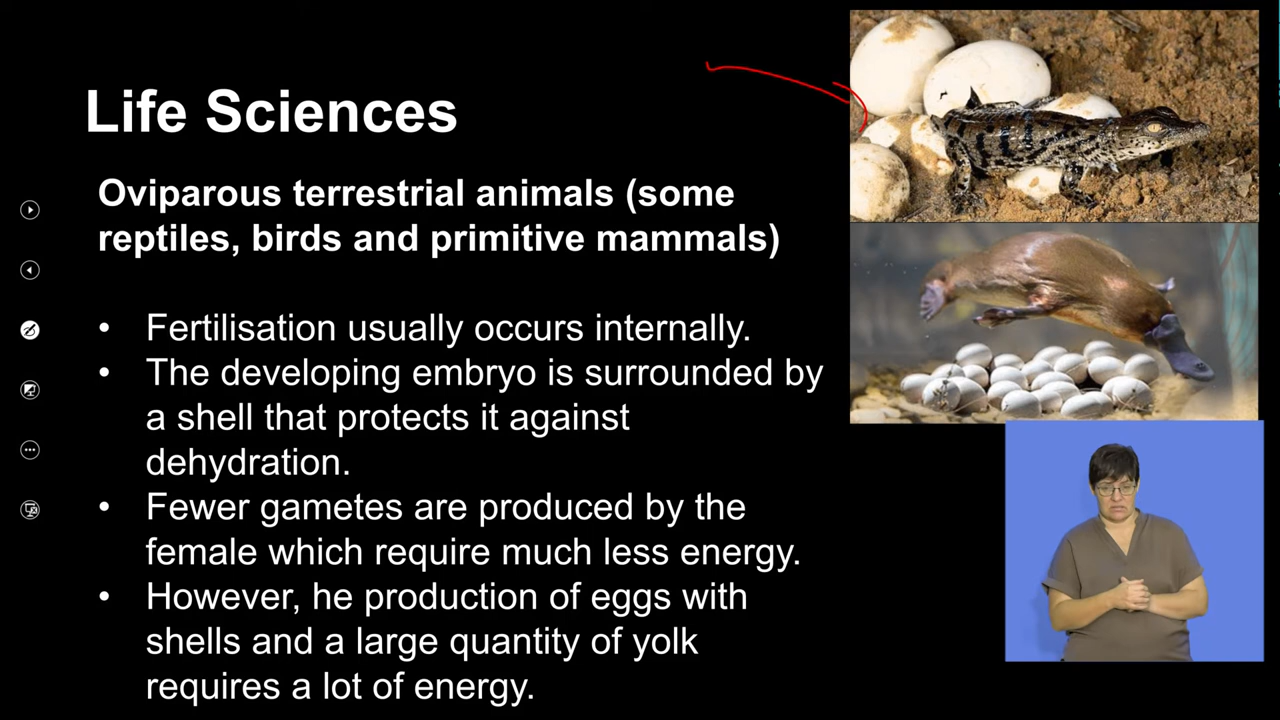 Life Sciences
Oviparous terrestrial animals (some
reptiles, birds and primitive mammals)
• Fertilisation usually occurs internally.
• The developing embryo is surrounded by
a shell that protects it against
dehydration.
• Fewer gametes are produced by the
female which require much less energy.
• However, he production of eggs with
shells and a large quantity of yolk
requires a lot of energy.